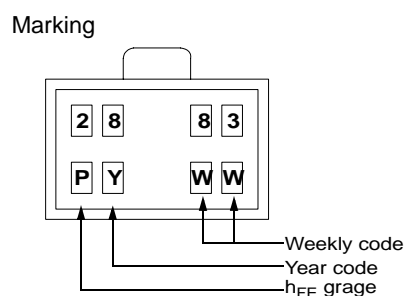 Marking
2 8 8 3
P Y W W
Weekly code
Year code
hFE grage